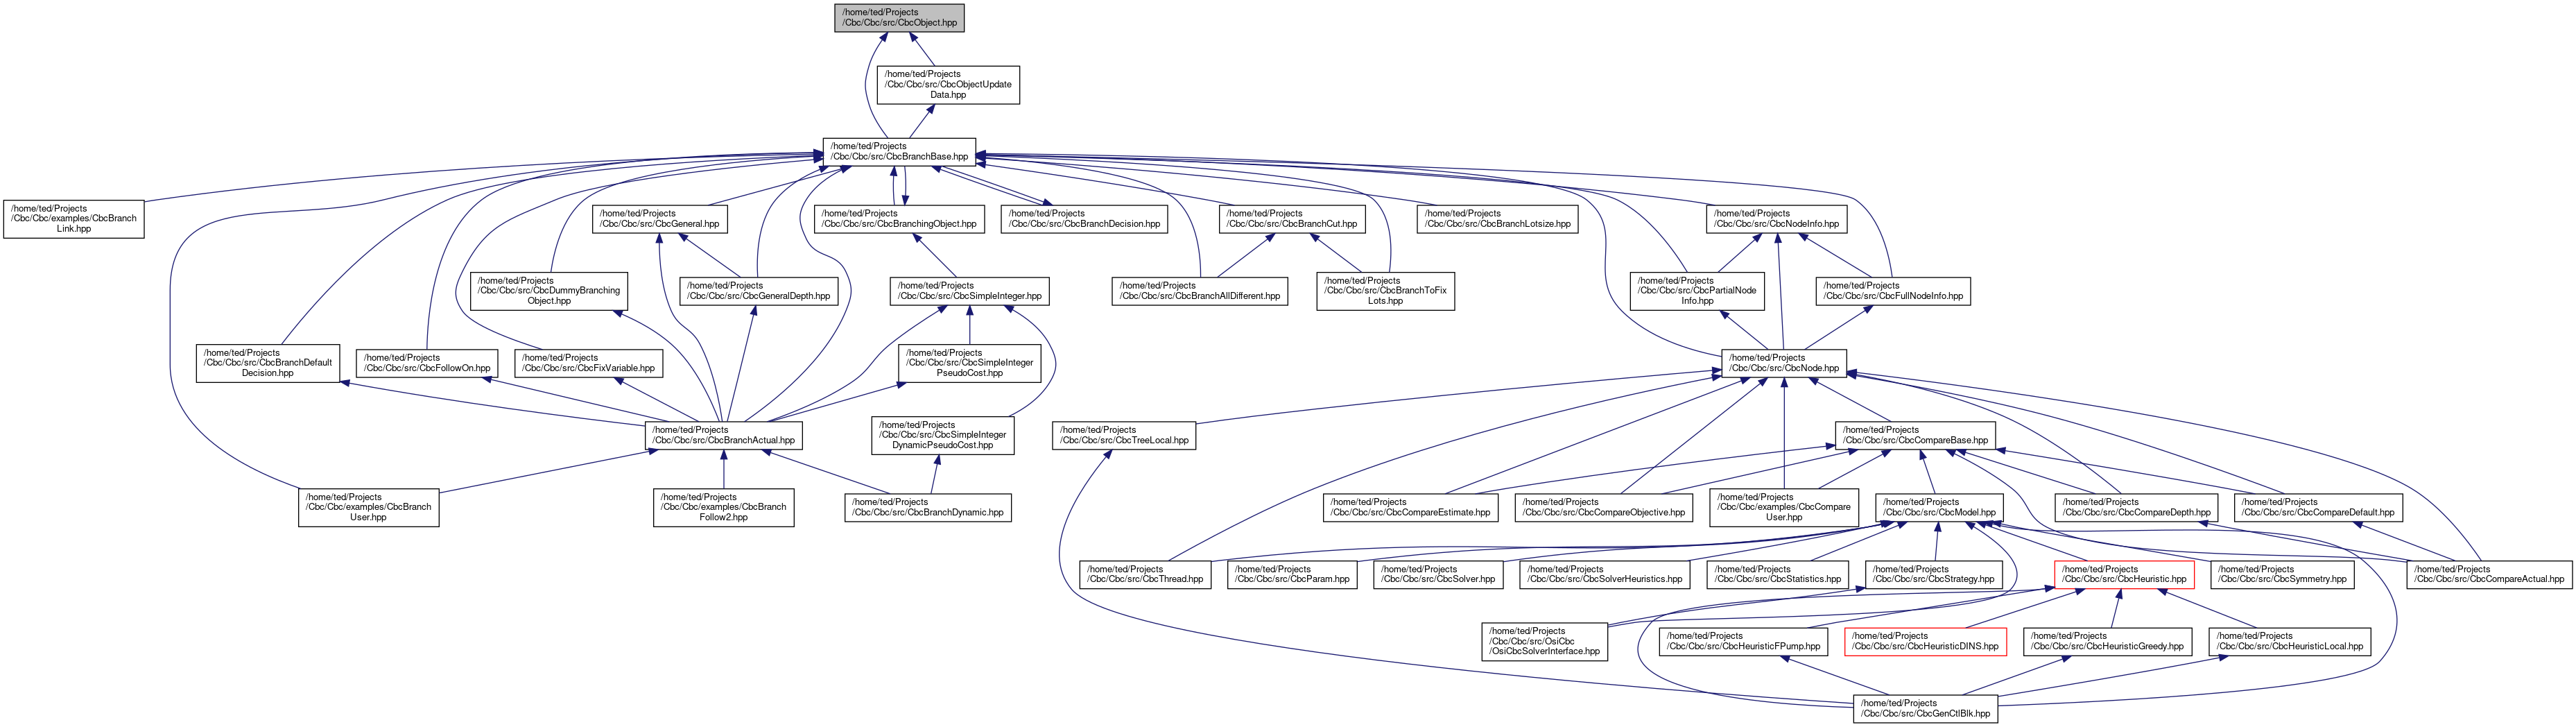 /home/ted/Projects
/Cbc/Cbc/src/CbcObject.hpp
/home/ted/Projects
/Cbc/Cbc/src/CbcObjectUpdate
Data.hpp
/home/ted/Projects
/Cbc/Cbc/src/CbcBranchBase.hpp
/home/ted/Projects
/Cbc/Cbc/examples/CbcBranch
Link.hpp
/home/ted/Projects
/Cbc/Cbc/src/CbcGeneral.hpp
/home/ted/Projects
/Cbc/Cbc/src/CbcBranchingObject.hpp
/home/ted/Projects
/Cbc/Cbc/src/CbcBranchDecision.hpp
/home/ted/Projects
/Cbc/Cbc/src/CbcBranchCut.hpp
/home/ted/Projects
/Cbc/Cbc/src/CbcBranchLotsize.hpp
/home/ted/Projects
/Cbc/Cbc/src/CbcNodeInfo.hpp
/home/ted/Projects
/Cbc/Cbc/src/CbcDummyBranching
Object.hpp
/home/ted/Projects
/Cbc/Cbc/src/CbcGeneralDepth.hpp
/home/ted/Projects
/Cbc/Cbc/src/CbcSimpleInteger.hpp
/home/ted/Projects
/Cbc/Cbc/src/CbcBranchAllDifferent.hpp
/home/ted/Projects
/Cbc/Cbc/src/CbcBranchToFix
Lots.hpp
/home/ted/Projects
/Cbc/Cbc/src/CbcPartialNode
Info.hpp
/home/ted/Projects
/Cbc/Cbc/src/CbcFullNodeInfo.hpp
/home/ted/Projects
/Cbc/Cbc/src/CbcBranchDefault
Decision.hpp
/home/ted/Projects
/Cbc/Cbc/src/CbcFollowOn.hpp
/home/ted/Projects
/Cbc/Cbc/src/CbcFixVariable.hpp
/home/ted/Projects
/Cbc/Cbc/src/CbcSimpleInteger
PseudoCost.hpp
/home/ted/Projects
/Cbc/Cbc/src/CbcNode.hpp
/home/ted/Projects
/Cbc/Cbc/src/CbcBranchActual.hpp
/home/ted/Projects
/Cbc/Cbc/src/CbcSimpleInteger
DynamicPseudoCost.hpp
/home/ted/Projects
/Cbc/Cbc/src/CbcTreeLocal.hpp
/home/ted/Projects
/Cbc/Cbc/src/CbcCompareBase.hpp
/home/ted/Projects
/Cbc/Cbc/examples/CbcBranch
User.hpp
/home/ted/Projects
/Cbc/Cbc/examples/CbcBranch
Follow2.hpp
/home/ted/Projects
/Cbc/Cbc/src/CbcBranchDynamic.hpp
/home/ted/Projects
/Cbc/Cbc/src/CbcCompareEstimate.hpp
/home/ted/Projects
/Cbc/Cbc/src/CbcCompareObjective.hpp
/home/ted/Projects
/Cbc/Cbc/examples/CbcCompare
User.hpp
/home/ted/Projects
/Cbc/Cbc/src/CbcModel.hpp
/home/ted/Projects
/Cbc/Cbc/src/CbcCompareDepth.hpp
/home/ted/Projects
/Cbc/Cbc/src/CbcCompareDefault.hpp
/home/ted/Projects
/Cbc/Cbc/src/CbcThread.hpp
/home/ted/Projects
/Cbc/Cbc/src/CbcParam.hpp
/home/ted/Projects
/Cbc/Cbc/src/CbcSolver.hpp
/home/ted/Projects
/Cbc/Cbc/src/CbcSolverHeuristics.hpp
/home/ted/Projects
/Cbc/Cbc/src/CbcStatistics.hpp
/home/ted/Projects
/Cbc/Cbc/src/CbcStrategy.hpp
/home/ted/Projects
/Cbc/Cbc/src/CbcHeuristic.hpp
/home/ted/Projects
/Cbc/Cbc/src/CbcSymmetry.hpp
/home/ted/Projects
/Cbc/Cbc/src/CbcCompareActual.hpp
/home/ted/Projects
/Cbc/Cbc/src/OsiCbc
/OsiCbcSolverInterface.hpp
/home/ted/Projects
/Cbc/Cbc/src/CbcHeuristicFPump.hpp
/home/ted/Projects
/Cbc/Cbc/src/CbcHeuristicDINS.hpp
/home/ted/Projects
/Cbc/Cbc/src/CbcHeuristicGreedy.hpp
/home/ted/Projects
/Cbc/Cbc/src/CbcHeuristicLocal.hpp
/home/ted/Projects
/Cbc/Cbc/src/CbcGenCtlBlk.hpp